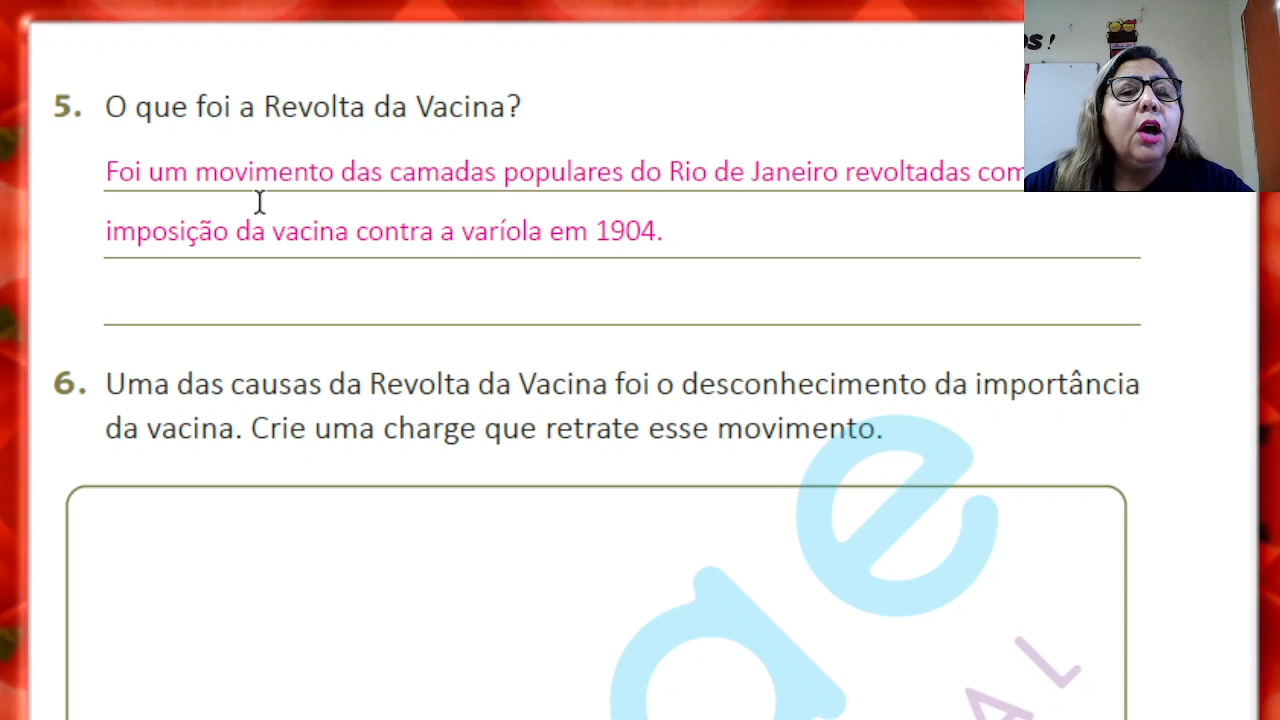 OS!
5. O que foi a Revolta da Vacina?
Foi um movimento das camadas populares do Rio de Janeiro revoltadas com
imposição da vacina contra a varíola em 1904.
6. Uma das causas da Revolta da Vacina foi o desconhecimento da importância
da vacina. Crie uma charge que retrate esse movimento.